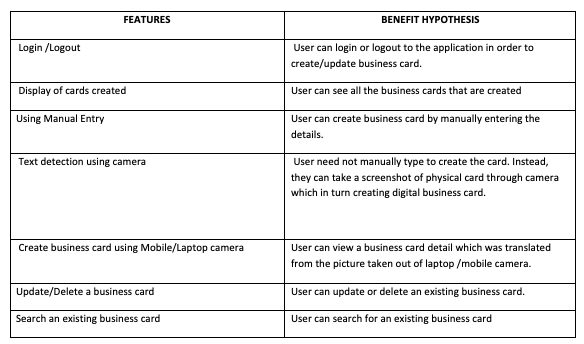 FEATURES BENEFIT HYPOTHESIS
Login /Logout User can login or logout to the application in order to
create/update business card.
Display of cards created User can see all the business cards that are created
Using Manual Entry User can create business card by manually entering the
details.
Text detection using camera User need not manually type to create the card. Instead,
they can take a screenshot of physical card through camera
which in turn creating digital business card.
Create business card using Mobile/Laptop camera User can view a business card detail which was translated
from the picture taken out of laptop /mobile camera.
Update/Delete a business card User can update or delete an existing business card.
Search an existing business card User can search for an existing business card